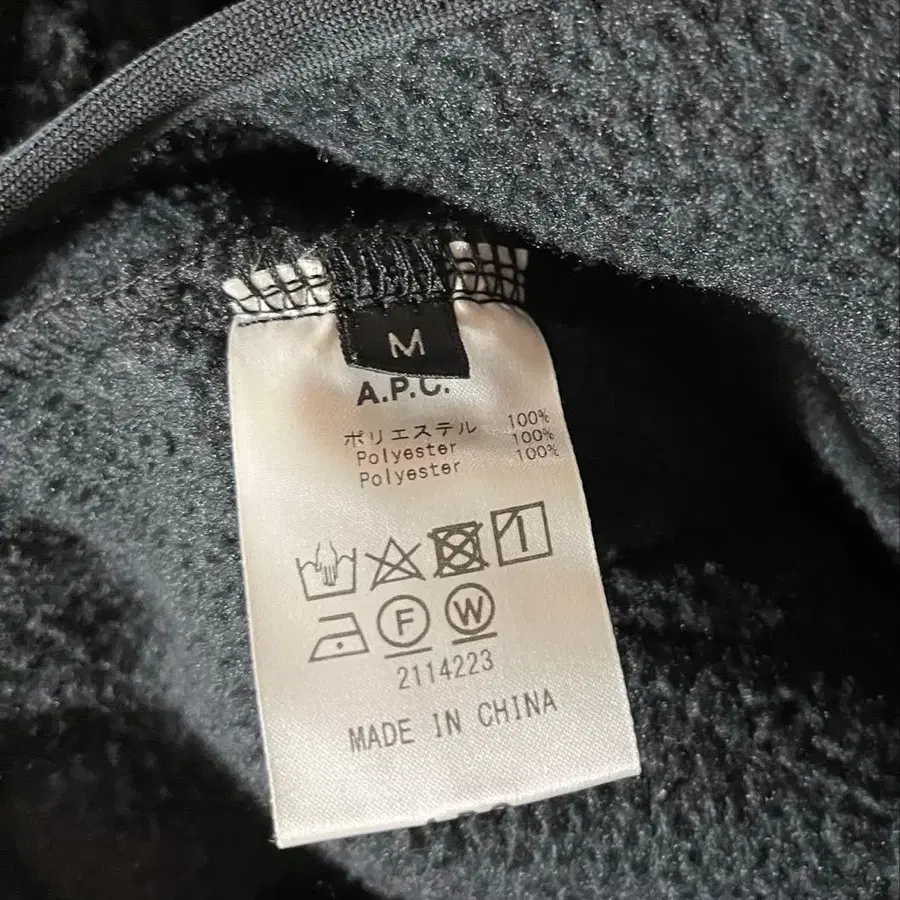 M
A.P.C.
ポリエステル 100%
Polyester 100%
Polyester 100%
F W
2114223
MADE IN CHINA